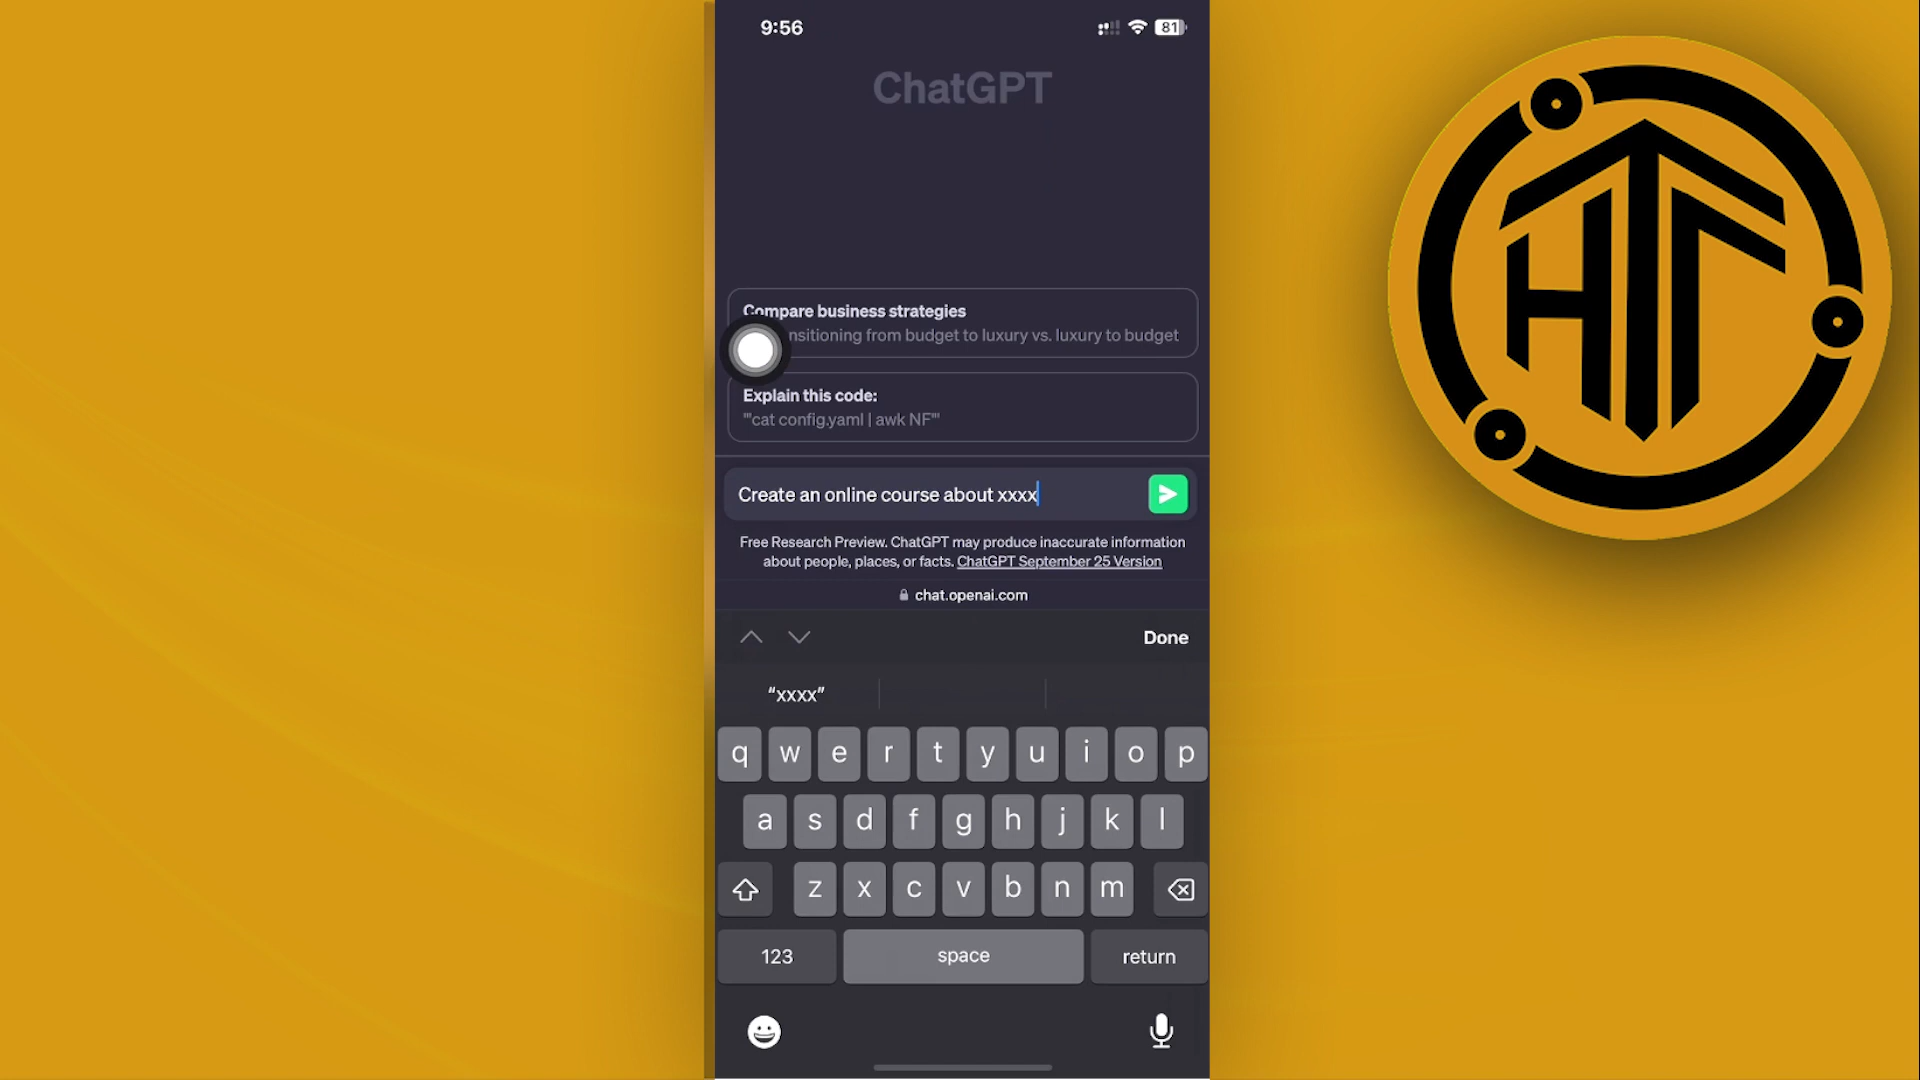 9:56
81
ChatGPT
Compare business strategies
nsitioning from budget to luxury vs. luxury to budget
Explain this code:
"'cat config.yaml | awk NF'"
Create an online course about xxxx
Free Research Preview. ChatGPT may produce inaccurate information
about people, places, or facts. ChatGPT September 25 Version
chat.openai.com
Done
“xxxx”
q w e r t y u i o p
a s d f g h j k l
z x c v b n m
123 space return
HTF